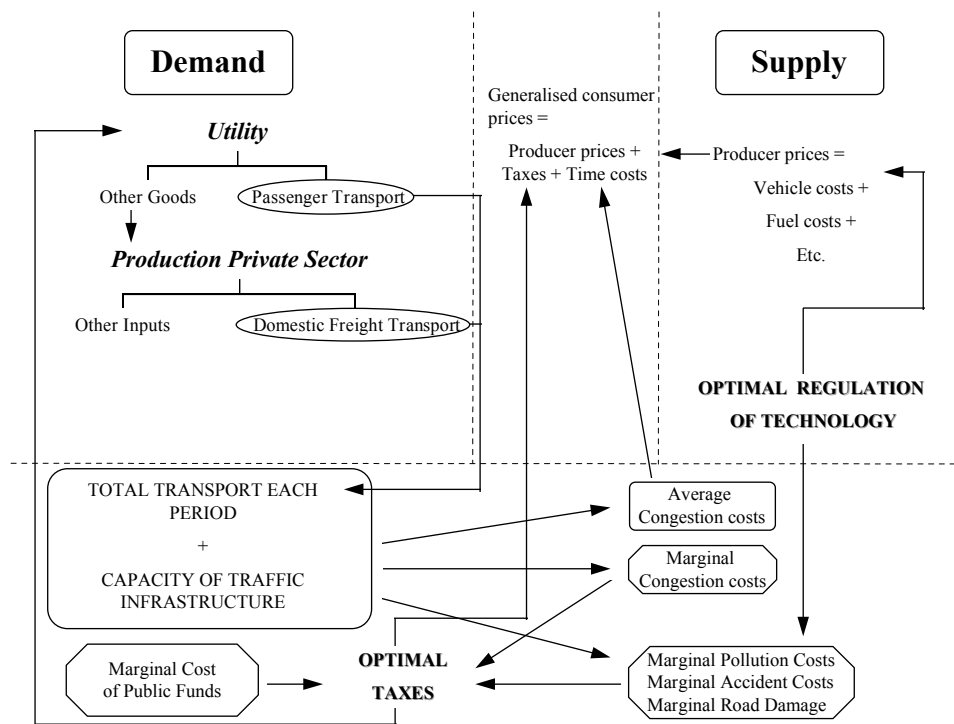 Demand
Supply
Generalised consumer
prices =
Producer prices +
Taxes + Time costs
Producer prices =
Vehicle costs +
Fuel costs +
Etc.
Utility
Other Goods
Passenger Transport
Production Private Sector
Other Inputs
Domestic Freight Transport
OPTIMAL REGULATION
OF TECHNOLOGY
TOTAL TRANSPORT EACH
PERIOD
+
CAPACITY OF TRAFFIC
INFRASTRUCTURE
Average
Congestion costs
Marginal
Congestion costs
Marginal Cost
of Public Funds
OPTIMAL
TAXES
Marginal Pollution Costs
Marginal Accident Costs
Marginal Road Damage